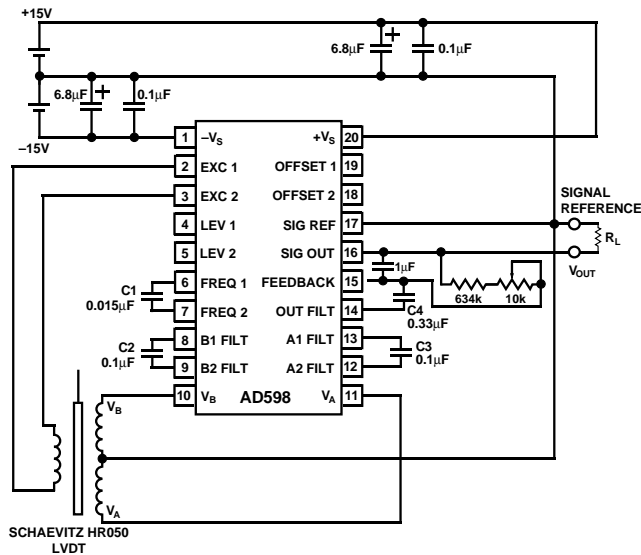 +15V
6.8µF
0.1µF
6.8µF
0.1µF
–15V
1 –VS
+VS 20
2 EXC 1
OFFSET 1 19
3 EXC 2
OFFSET 2 18
SIGNAL
REFERENCE
4 LEV 1
SIG REF 17
RL
5 LEV 2
SIG OUT 16
VOUT
1µF
C1
0.015µF
6 FREQ 1
FEEDBACK 15
634k
10k
7 FREQ 2
OUT FILT 14
C4
0.33µF
C2
0.1µF
8 B1 FILT
A1 FILT 13
C3
0.1µF
9 B2 FILT
A2 FILT 12
10 VB
AD598
VA 11
VB
VA
SCHAEVITZ HR050
LVDT